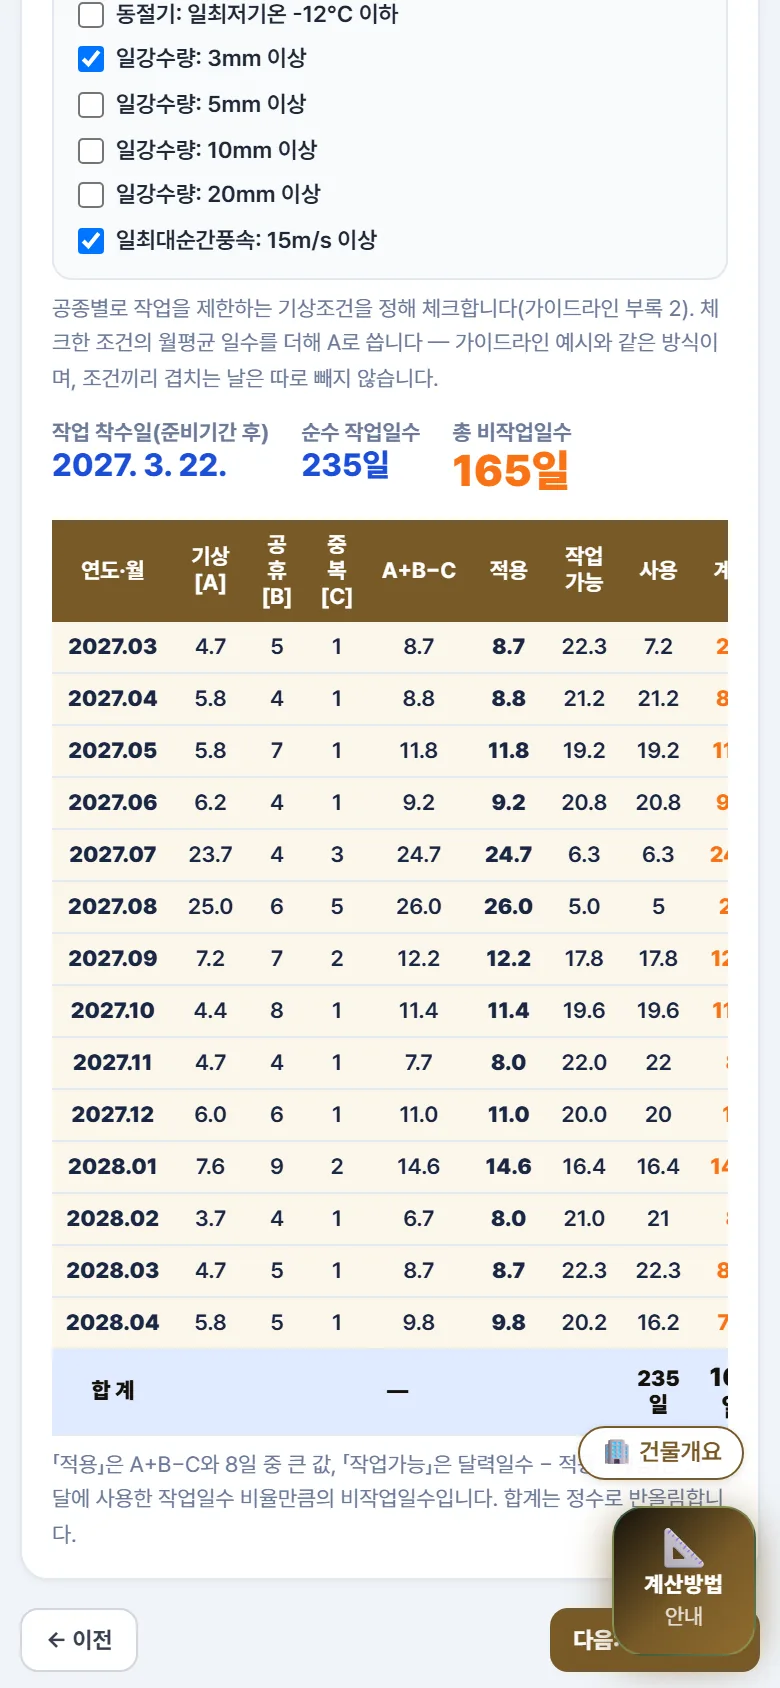 동절기: 일최저기온 -12°C 이하
일강수량: 3mm 이상
일강수량: 5mm 이상
일강수량: 10mm 이상
일강수량: 20mm 이상
일최대순간풍속: 15m/s 이상
공종별로 작업을 제한하는 기상조건을 정해 체크합니다(가이드라인 부록 2). 체
크한 조건의 월평균 일수를 더해 A로 씁니다 — 가이드라인 예시와 같은 방식이
며, 조건끼리 겹치는 날은 따로 빼지 않습니다.
작업 착수일(준비기간 후) 순수 작업일수 총 비작업일수
2027. 3. 22. 235일 165일
연도·월 기상 [A] 공휴 [B] 중복 [C] A+B−C 적용 작업가능 사용
2027.03 4.7 5 1 8.7 8.7 22.3 7.2
2027.04 5.8 4 1 8.8 8.8 21.2 21.2
2027.05 5.8 7 1 11.8 11.8 19.2 19.2
2027.06 6.2 4 1 9.2 9.2 20.8 20.8
2027.07 23.7 4 3 24.7 24.7 6.3 6.3
2027.08 25.0 6 5 26.0 26.0 5.0 5
2027.09 7.2 7 2 12.2 12.2 17.8 17.8
2027.10 4.4 8 1 11.4 11.4 19.6 19.6
2027.11 4.7 4 1 7.7 8.0 22.0 22
2027.12 6.0 6 1 11.0 11.0 20.0 20
2028.01 7.6 9 2 14.6 14.6 16.4 16.4
2028.02 3.7 4 1 6.7 8.0 21.0 21
2028.03 4.7 5 1 8.7 8.7 22.3 22.3
2028.04 5.8 5 1 9.8 9.8 20.2 16.2
합 계 — 235일
「적용」은 A+B−C와 8일 중 큰 값, 「작업가능」은 달력일수 −
건물개요
달에 사용한 작업일수 비율만큼의 비작업일수입니다. 합계는 정수로 반올림합니
다.
계산방법
안내
← 이전
다음